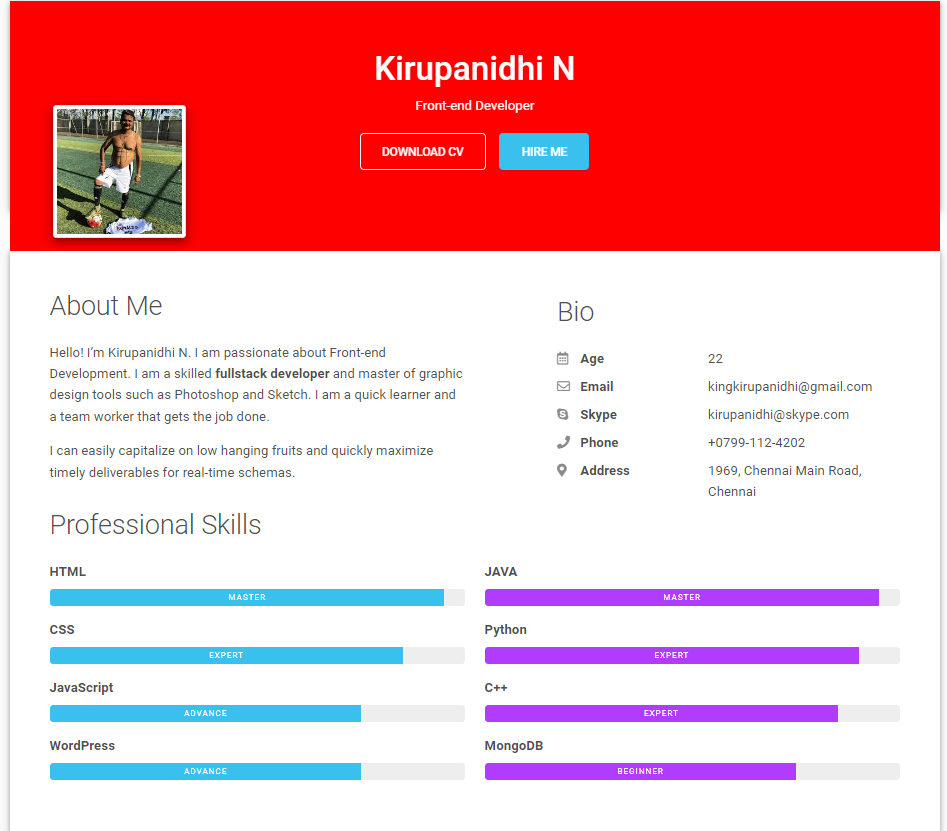 Kirupanidhi N
Front-end Developer
DOWNLOAD CV
HIRE ME
About Me
Hello! I’m Kirupanidhi N. I am passionate about Front-end
Development. I am a skilled fullstack developer and master of graphic
design tools such as Photoshop and Sketch. I am a quick learner and
a team worker that gets the job done.
I can easily capitalize on low hanging fruits and quickly maximize
timely deliverables for real-time schemas.
Bio
Age 22
Email kingkirupanidhi@gmail.com
Skype kirupanidhi@skype.com
Phone +0799-112-4202
Address 1969, Chennai Main Road,
Chennai
Professional Skills
HTML
MASTER
CSS
EXPERT
JavaScript
ADVANCE
WordPress
ADVANCE
JAVA
MASTER
Python
EXPERT
C++
EXPERT
MongoDB
BEGINNER